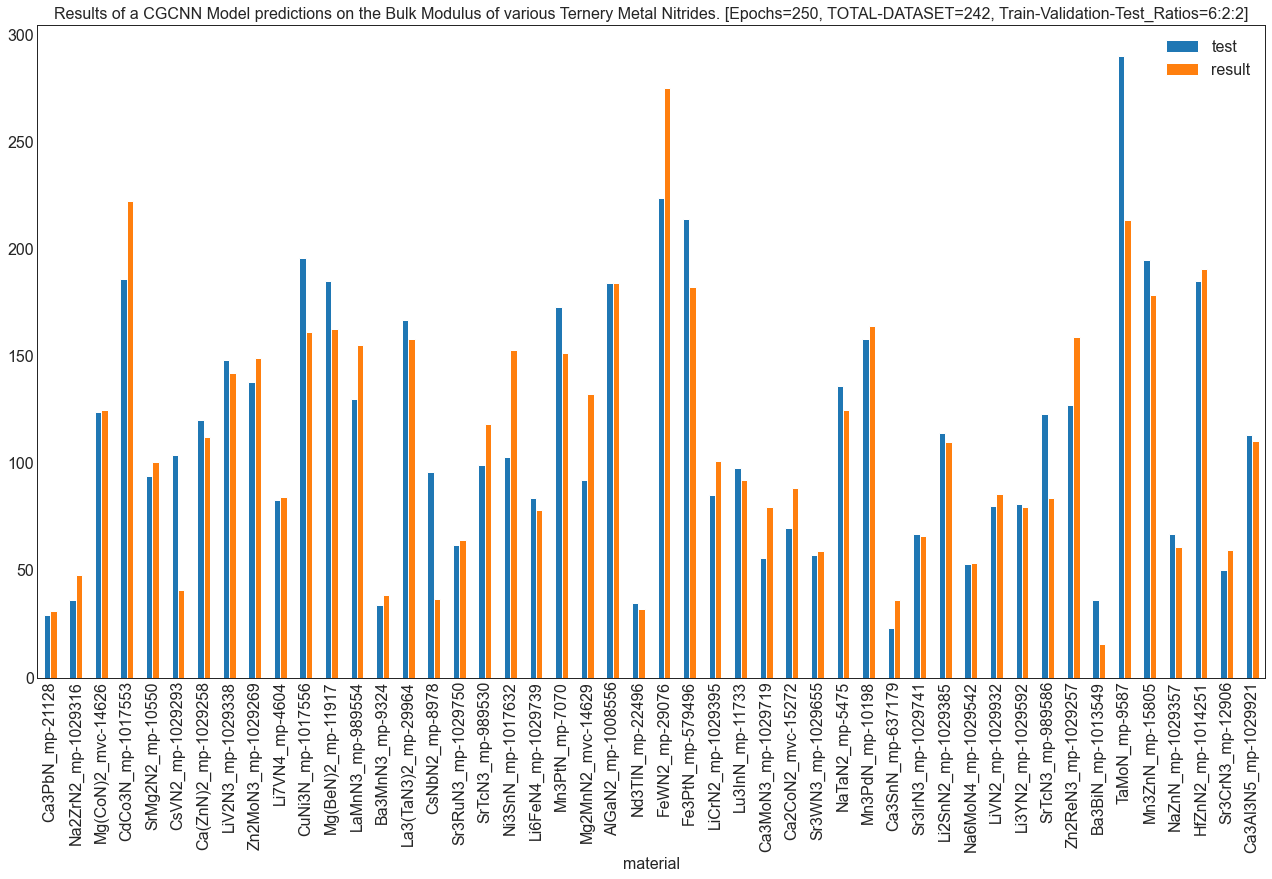 Results of a CGCNN Model predictions on the Bulk Modulus of various Ternery Metal Nitrides. [Epochs=250, TOTAL-DATASET=242, Train-Validation-Test_Ratios=6:2:2]
test
result
300
250
200
150
100
50
0
Ca3PbN_mp-21128
Na2ZrN2_mp-1029316
Mg(CoN)2_mvc-14626
CdCo3N_mp-1017553
SrMg2N2_mp-10550
CsVN2_mp-1029293
Ca(ZnN)2_mp-1029258
LiV2N3_mp-1029338
Zn2MoN3_mp-1029269
Li7VN4_mp-4604
CuNi3N_mp-1017556
Mg(BeN)2_mp-11917
LaMnN3_mp-989554
Ba3MnN3_mp-9324
La3(TaN3)2_mp-29964
CsNbN2_mp-8978
Sr3RuN3_mp-1029750
SrTcN3_mp-989530
Ni3SnN_mp-1017632
Li6FeN4_mp-1029739
Mn3PtN_mp-7070
Mg2MnN2_mvc-14629
AlGaN2_mp-1008556
Nd3TlN_mp-22496
FeWN2_mp-29076
Fe3PtN_mp-579496
LiCrN2_mp-1029395
Lu3InN_mp-11733
Ca3MoN3_mp-1029719
Ca2CoN2_mvc-15272
Sr3WN3_mp-1029655
NaTaN2_mp-5475
Mn3PdN_mp-10198
Ca3SnN_mp-637179
Sr3IrN3_mp-1029741
Li2SnN2_mp-1029385
Na6MoN4_mp-1029542
LiVN2_mp-1029932
Li3YN2_mp-1029592
SrTcN3_mp-989586
Zn2ReN3_mp-1029257
Ba3BiN_mp-1013549
TaMoN_mp-9587
Mn3ZnN_mp-15805
NaZnN_mp-1029357
HfZnN2_mp-1014251
Sr3CrN3_mp-12906
Ca3Al3N5_mp-1029921
material